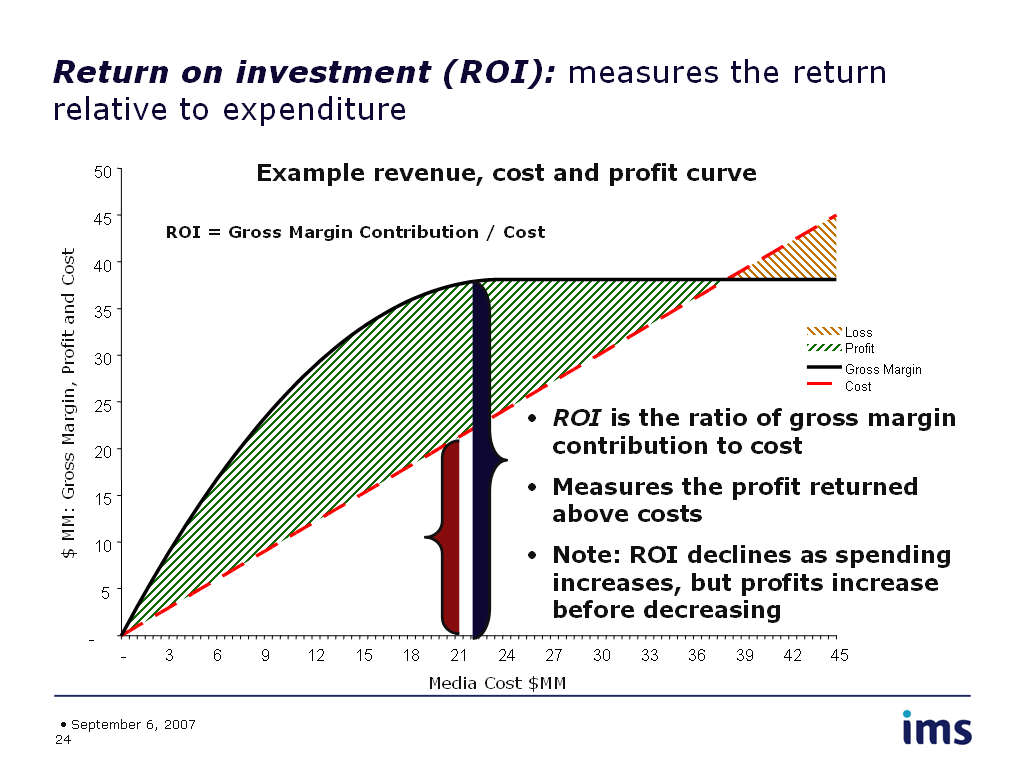 Return on investment (ROI): measures the return
relative to expenditure
Example revenue, cost and profit curve
ROI = Gross Margin Contribution / Cost
$ MM: Gross Margin, Profit and Cost
50
45
40
35
30
25
20
15
10
5
-
- 3 6 9 12 15 18 21 24 27 30 33 36 39 42 45
Media Cost $MM
Loss
Profit
Gross Margin
Cost
• ROI is the ratio of gross margin
contribution to cost
• Measures the profit returned
above costs
• Note: ROI declines as spending
increases, but profits increase
before decreasing
• September 6, 2007
24
ims